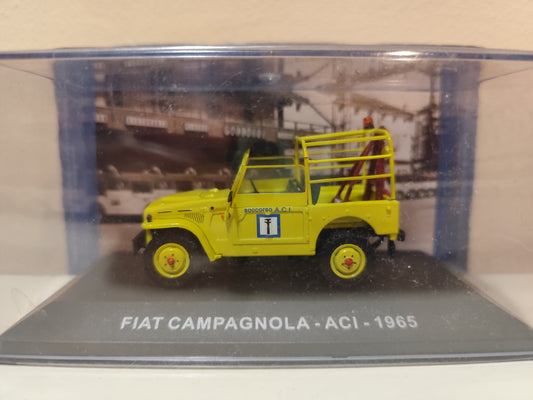 soccorso A.C.I.
FIAT CAMPAGNOLA - ACI - 1965